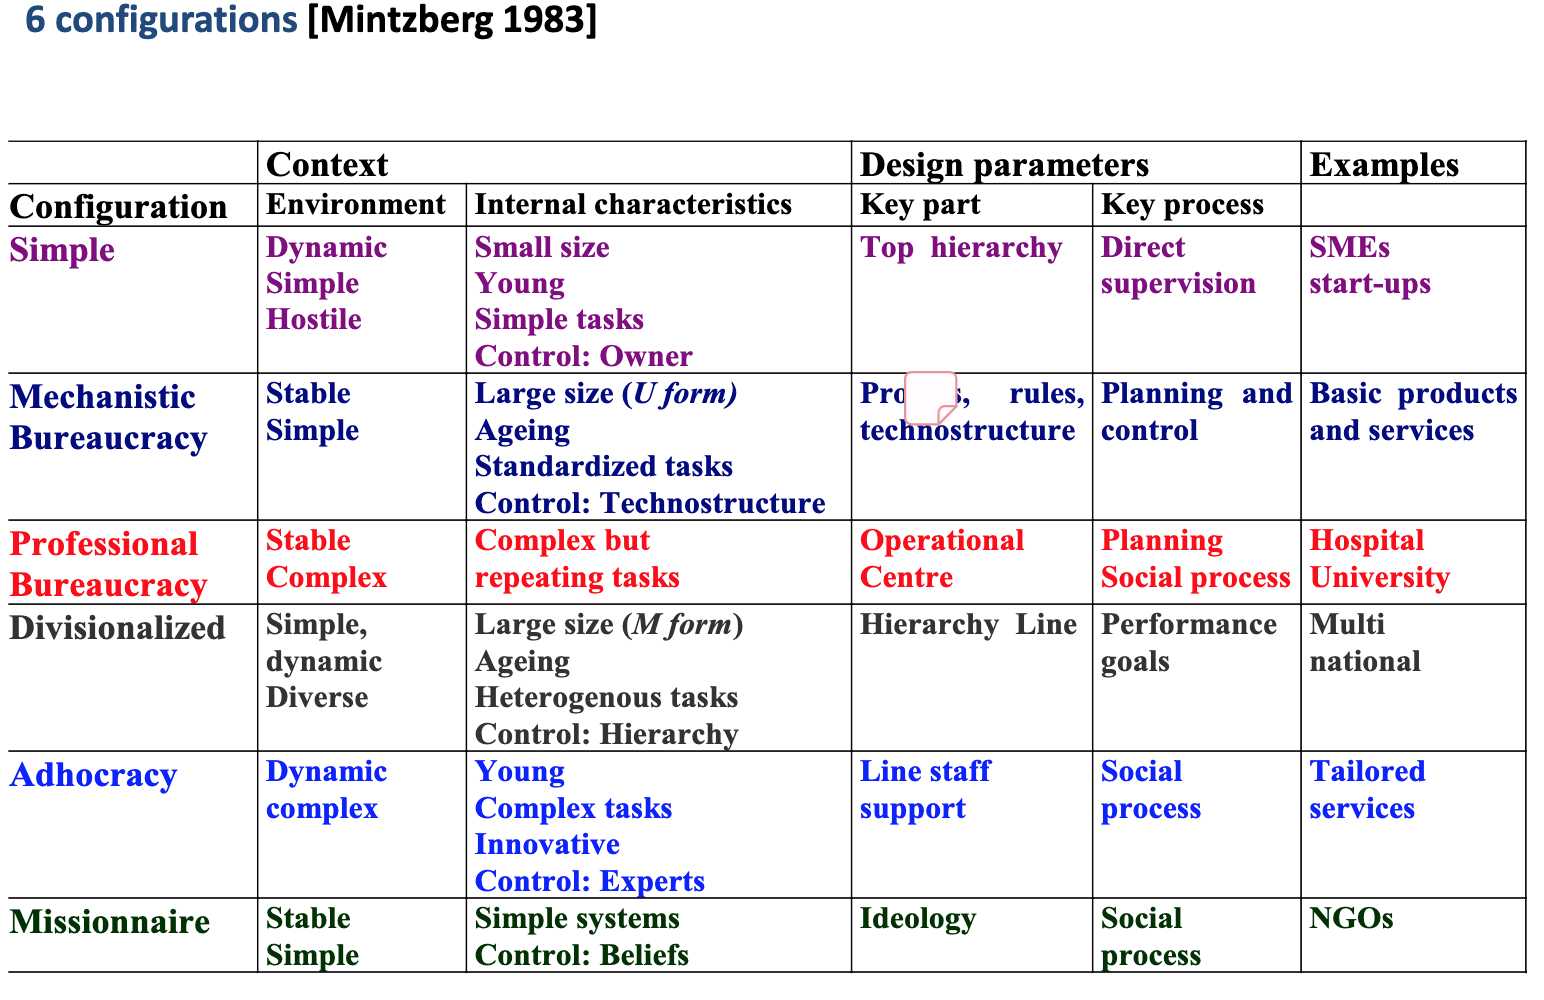 6 configurations [Mintzberg 1983]
Context Design parameters Examples
Configuration Environment Internal characteristics Key part Key process
Simple Dynamic Small size Top hierarchy Direct SMEs
Simple Young supervision start-ups
Hostile Simple tasks
Control: Owner
Mechanistic Stable Large size (U form) rules, Planning and Basic products
Bureaucracy Simple Ageing technostructure control and services
Standardized tasks
Control: Technostructure
Professional Stable Complex but Operational Planning Hospital
Bureaucracy Complex repeating tasks Centre Social process University
Divisionalized Simple, Large size (M form) Hierarchy Line Performance Multi
dynamic Ageing goals national
Diverse Heterogenous tasks
Control: Hierarchy
Adhocracy Dynamic Young Line staff Social Tailored
complex Complex tasks support process services
Innovative
Control: Experts
Missionnaire Stable Simple systems Ideology Social NGOs
Simple Control: Beliefs process